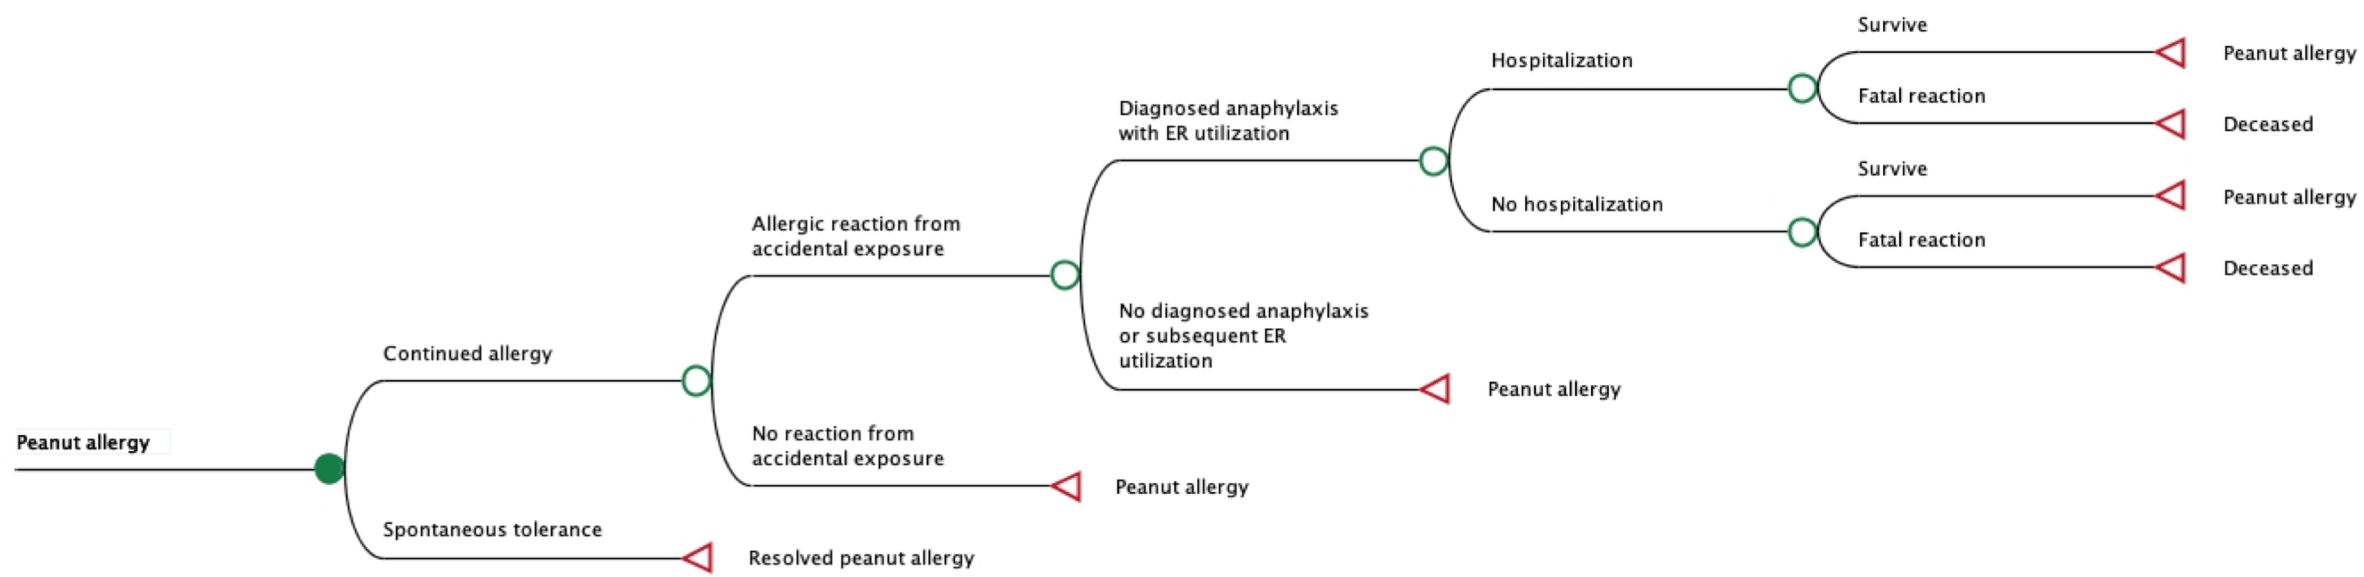 Peanut allergy
Continued allergy
Spontaneous tolerance
Resolved peanut allergy
Allergic reaction from
accidental exposure
No reaction from
accidental exposure
Peanut allergy
Diagnosed anaphylaxis
with ER utilization
No diagnosed anaphylaxis
or subsequent ER
utilization
Peanut allergy
Hospitalization
No hospitalization
Survive
Peanut allergy
Fatal reaction
Deceased
Survive
Peanut allergy
Fatal reaction
Deceased